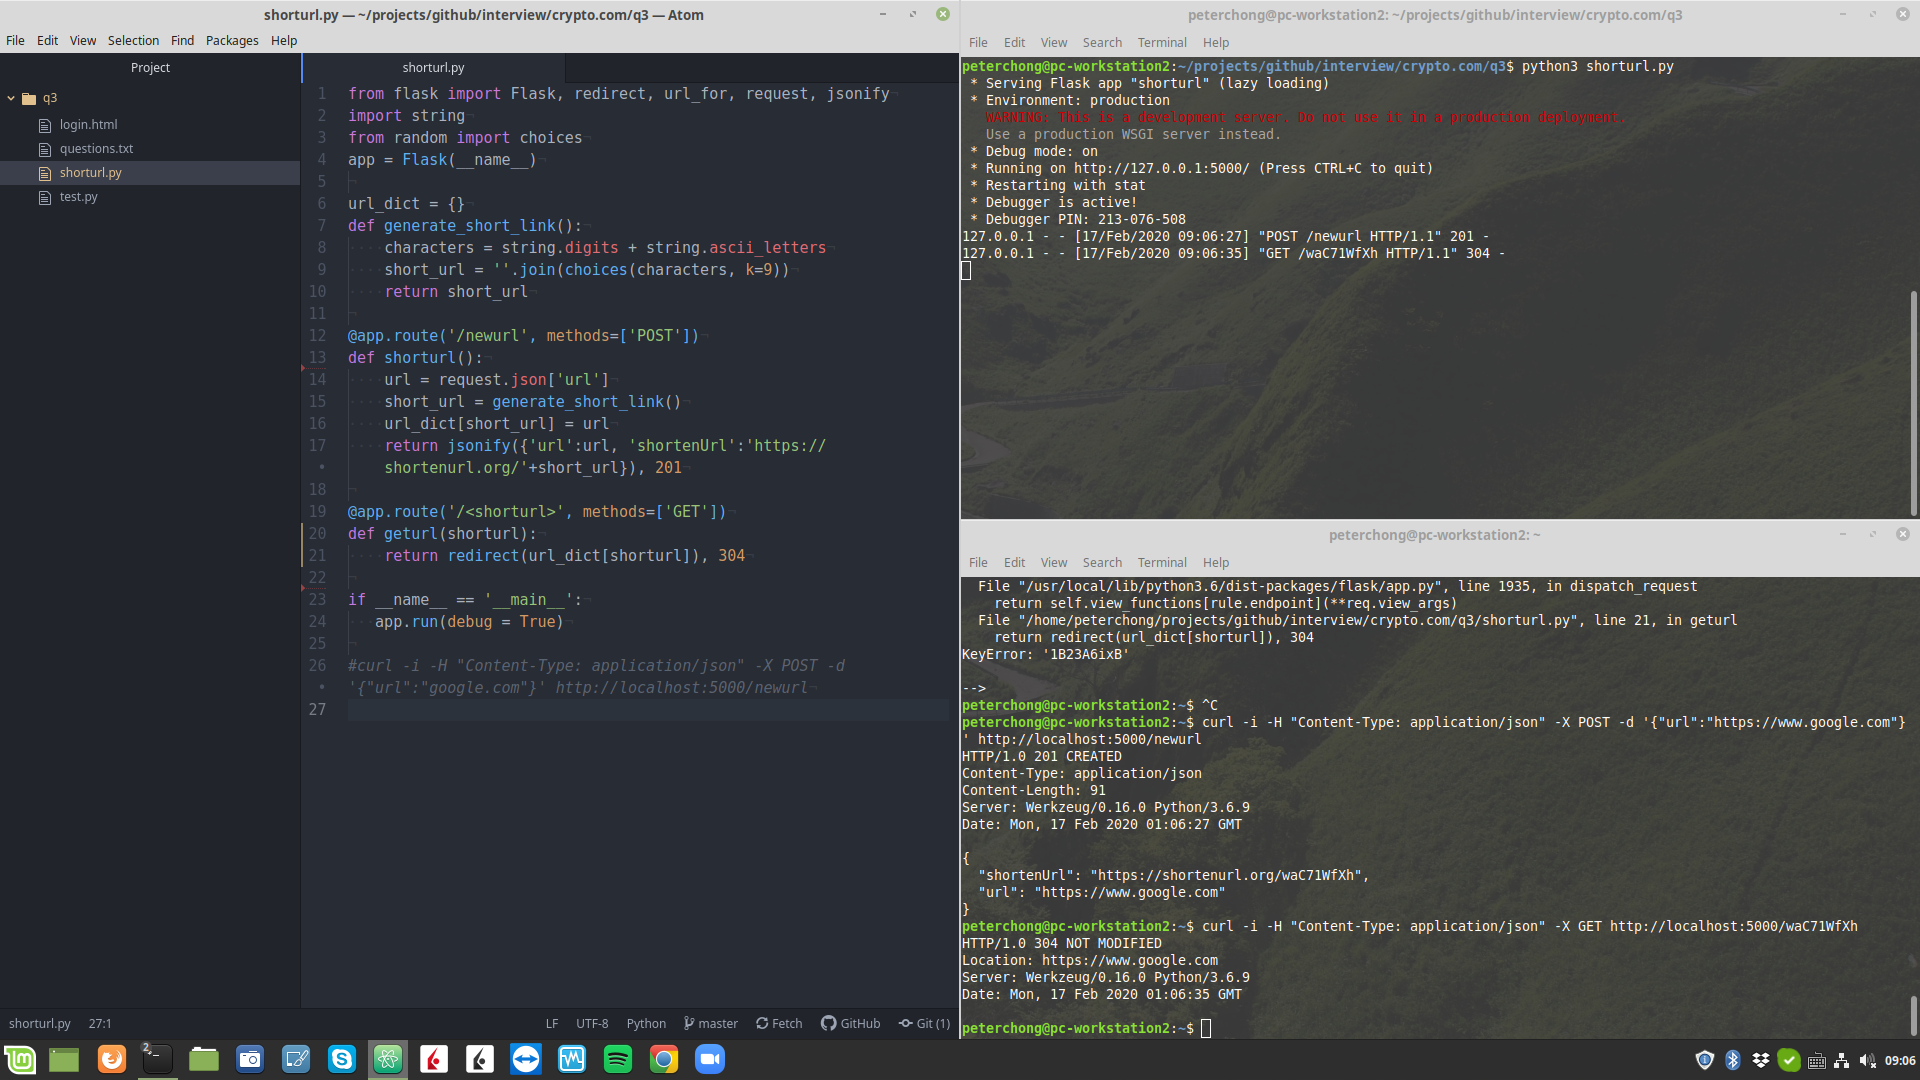 shorturl.py — ~/projects/github/interview/crypto.com/q3 — Atom
File Edit View Selection Find Packages Help
Project
q3
login.html
questions.txt
shorturl.py
test.py
shorturl.py
1 from flask import Flask, redirect, url_for, request, jsonify
2 import string
3 from random import choices
4 app = Flask(__name__)
5
6 url_dict = {}
7 def generate_short_link():
8 characters = string.digits + string.ascii_letters
9 short_url = ''.join(choices(characters, k=9))
10 return short_url
11
12 @app.route('/newurl', methods=['POST'])
13 def shorturl():
14 url = request.json['url']
15 short_url = generate_short_link()
16 url_dict[short_url] = url
17 return jsonify({'url':url, 'shortenUrl':'https://
• shortenurl.org/'+short_url}), 201
18
19 @app.route('/<shorturl>', methods=['GET'])
20 def geturl(shorturl):
21 return redirect(url_dict[shorturl]), 304
22
23 if __name__ == '__main__':
24 app.run(debug = True)
25
26 #curl -i -H "Content-Type: application/json" -X POST -d
• '{"url":"google.com"}' http://localhost:5000/newurl
27
shorturl.py 27:1 LF UTF-8 Python master Fetch GitHub Git (1)
peterchong@pc-workstation2: ~/projects/github/interview/crypto.com/q3
File Edit View Search Terminal Help
peterchong@pc-workstation2:~/projects/github/interview/crypto.com/q3$ python3 shorturl.py
* Serving Flask app "shorturl" (lazy loading)
* Environment: production
WARNING: This is a development server. Do not use it in a production deployment.
Use a production WSGI server instead.
* Debug mode: on
* Running on http://127.0.0.1:5000/ (Press CTRL+C to quit)
* Restarting with stat
* Debugger is active!
* Debugger PIN: 213-076-508
127.0.0.1 - - [17/Feb/2020 09:06:27] "POST /newurl HTTP/1.1" 201 -
127.0.0.1 - - [17/Feb/2020 09:06:35] "GET /waC71WfXh HTTP/1.1" 304 -
peterchong@pc-workstation2: ~
File Edit View Search Terminal Help
File "/usr/local/lib/python3.6/dist-packages/flask/app.py", line 1935, in dispatch_request
return self.view_functions[rule.endpoint](**req.view_args)
File "/home/peterchong/projects/github/interview/crypto.com/q3/shorturl.py", line 21, in geturl
return redirect(url_dict[shorturl]), 304
KeyError: '1B23A6ixB'
-->
peterchong@pc-workstation2:~$ ^C
peterchong@pc-workstation2:~$ curl -i -H "Content-Type: application/json" -X POST -d '{"url":"https://www.google.com"}
' http://localhost:5000/newurl
HTTP/1.0 201 CREATED
Content-Type: application/json
Content-Length: 91
Server: Werkzeug/0.16.0 Python/3.6.9
Date: Mon, 17 Feb 2020 01:06:27 GMT
{
"shortenUrl": "https://shortenurl.org/waC71WfXh",
"url": "https://www.google.com"
}
peterchong@pc-workstation2:~$ curl -i -H "Content-Type: application/json" -X GET http://localhost:5000/waC71WfXh
HTTP/1.0 304 NOT MODIFIED
Location: https://www.google.com
Server: Werkzeug/0.16.0 Python/3.6.9
Date: Mon, 17 Feb 2020 01:06:35 GMT
peterchong@pc-workstation2:~$
2
09:06